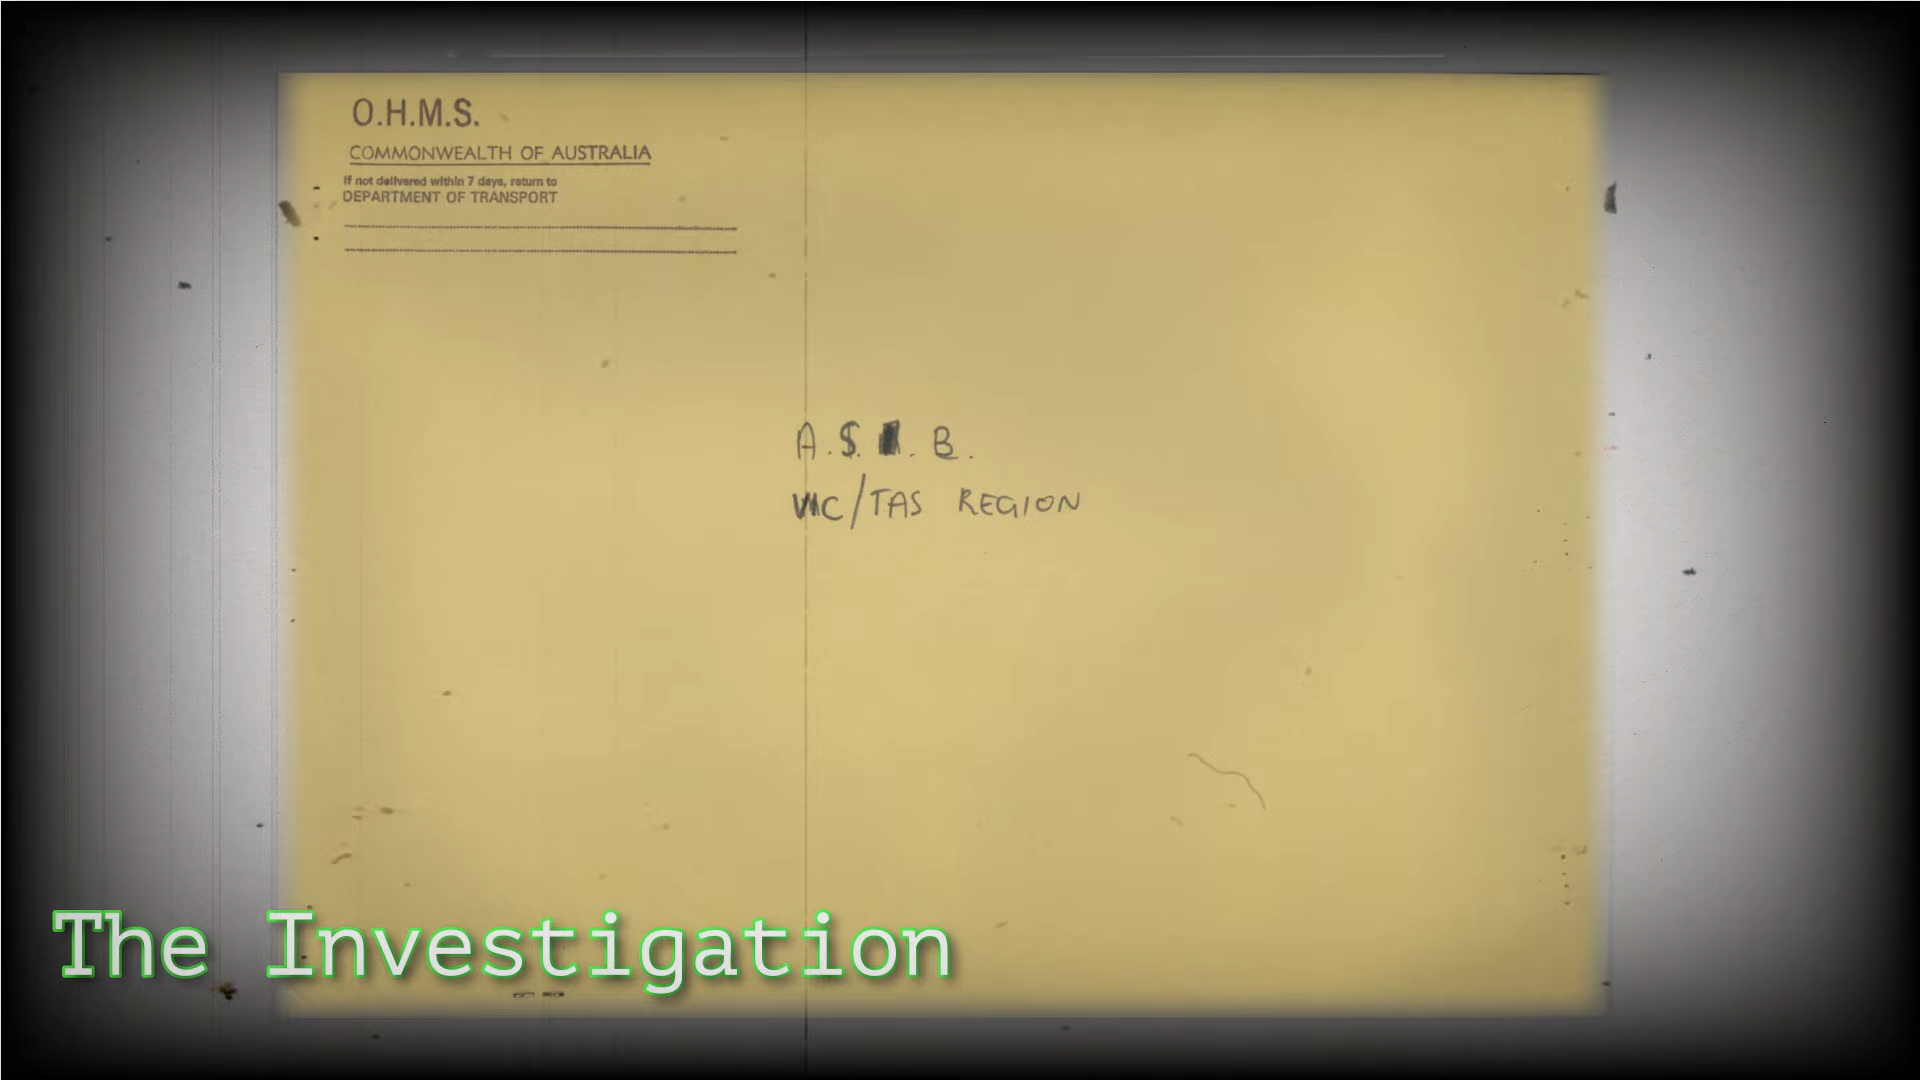 O.H.M.S.
COMMONWEALTH OF AUSTRALIA
If not delivered within 7 days, return to
DEPARTMENT OF TRANSPORT
A.S. . B.
VIC/TAS REGION
The Investigation